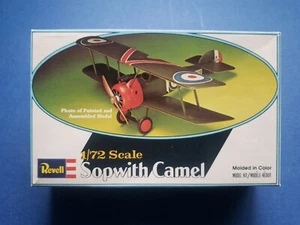 Photo of Painted and
Assembled Model
1/72 Scale
Revell
Sopwith Camel
Molded in Color